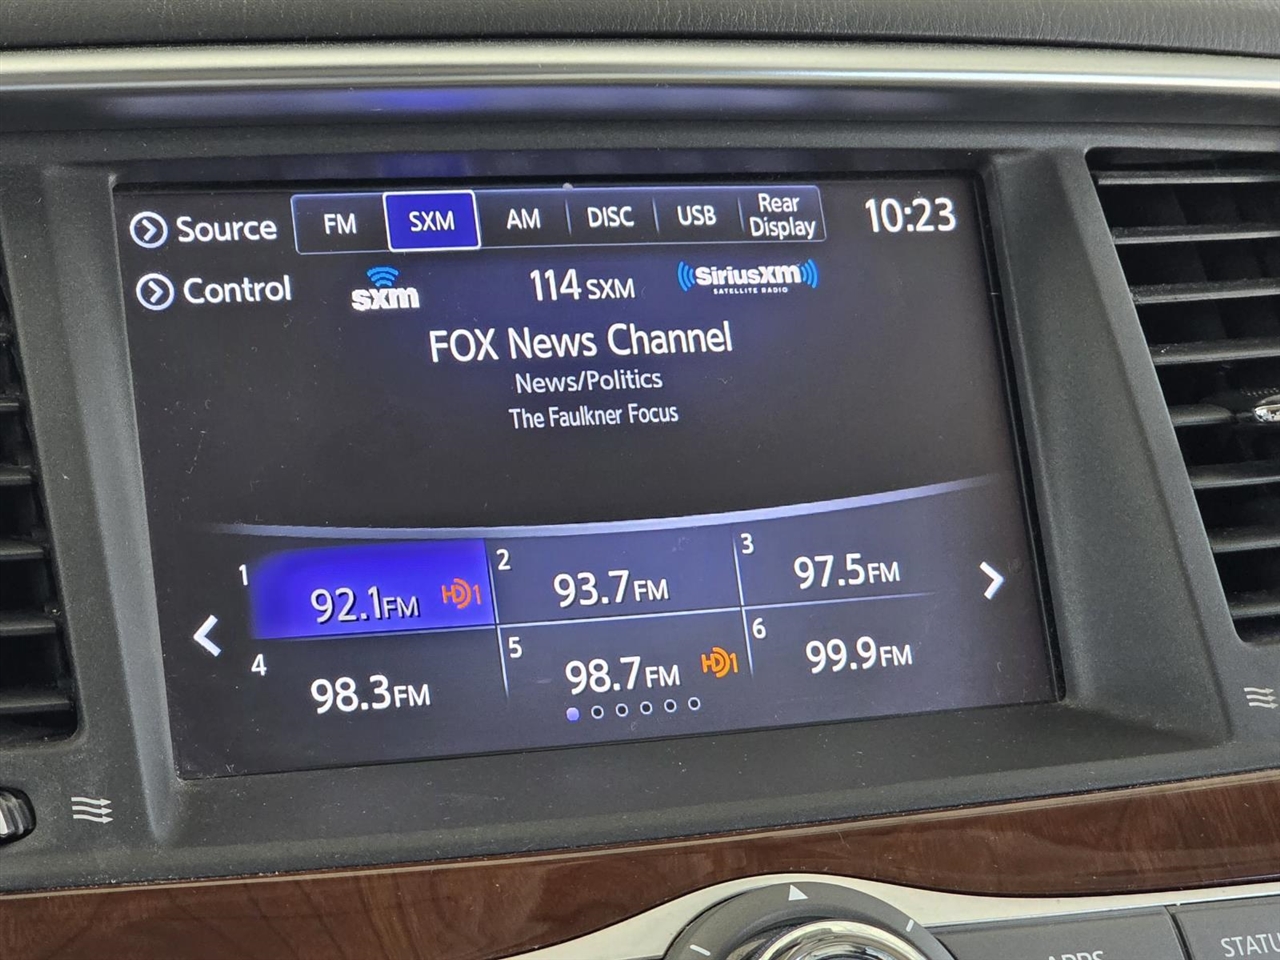 Source FM SXM AM DISC USB Rear Display 10:23
Control sxm 114 SXM SiriusXM SATELLITE RADIO
FOX News Channel
News/Politics
The Faulkner Focus
1 92.1FM HD1 2 93.7FM 3 97.5FM
4 98.3FM 5 98.7FM HD1 6 99.9FM
APPS STATU